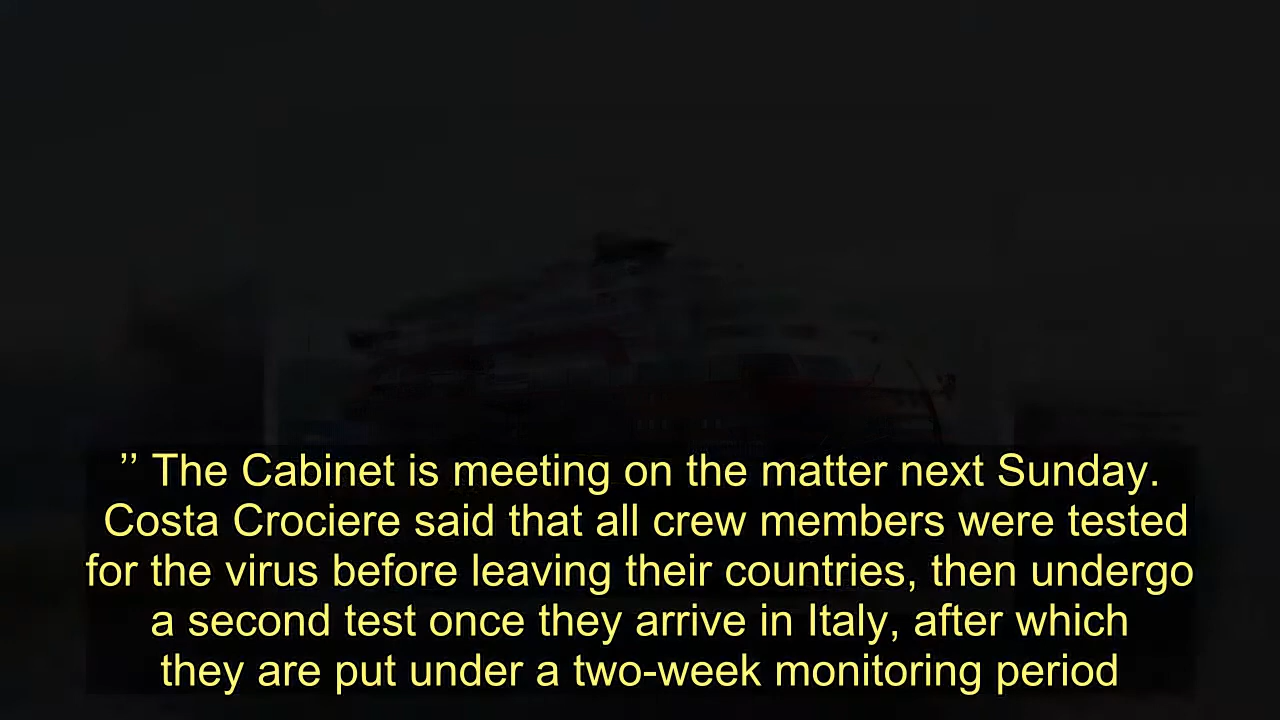 ’’ The Cabinet is meeting on the matter next Sunday.
Costa Crociere said that all crew members were tested
for the virus before leaving their countries, then undergo
a second test once they arrive in Italy, after which
they are put under a two-week monitoring period